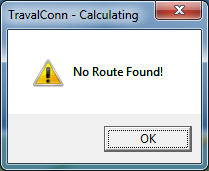 TravalConn - Calculating
No Route Found!
OK